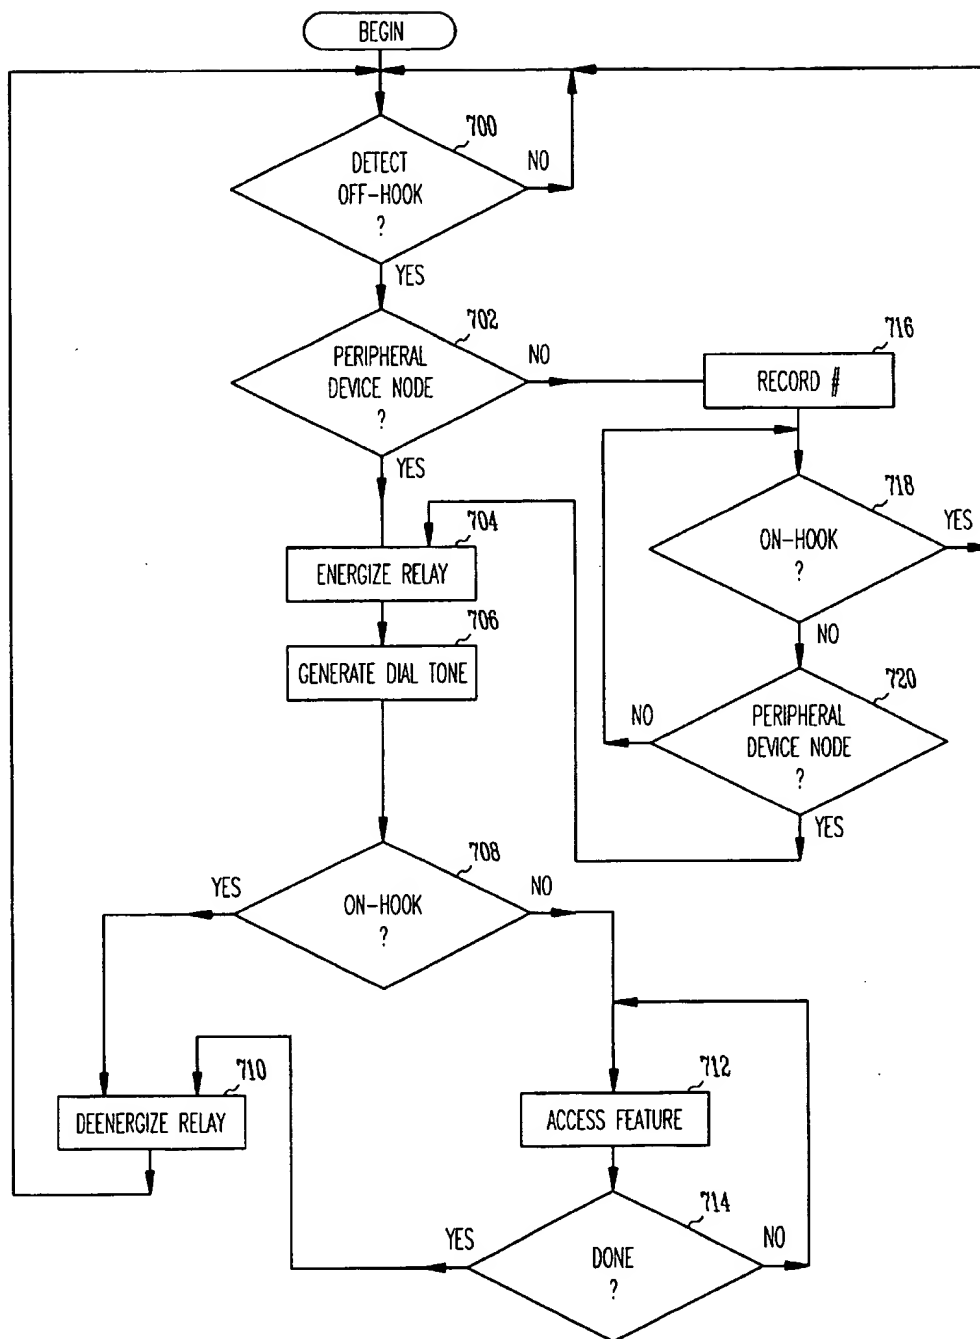 BEGIN
700
DETECT
OFF-HOOK
?
NO
YES
702
PERIPHERAL
DEVICE NODE
?
NO
YES
716
RECORD #
718
ON-HOOK
?
YES
NO
704
ENERGIZE RELAY
706
GENERATE DIAL TONE
720
PERIPHERAL
DEVICE NODE
?
NO
YES
708
ON-HOOK
?
YES
NO
710
DEENERGIZE RELAY
712
ACCESS FEATURE
714
DONE
?
YES
NO